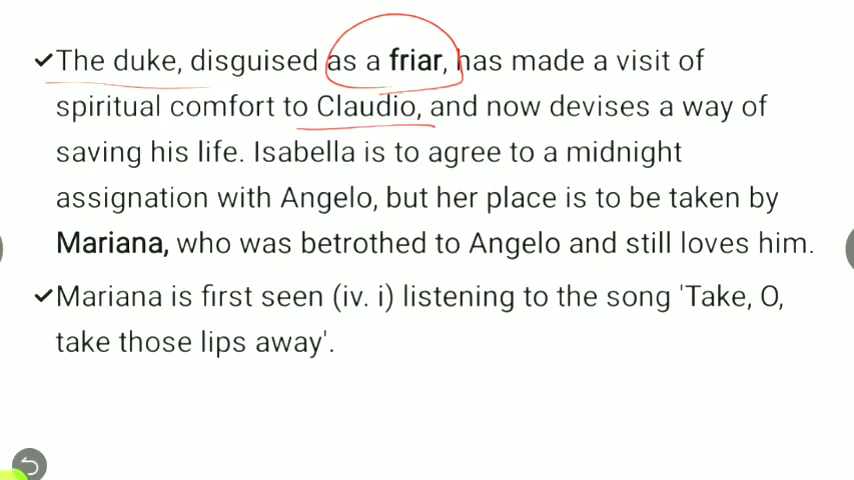 ✓The duke, disguised as a friar, has made a visit of
spiritual comfort to Claudio, and now devises a way of
saving his life. Isabella is to agree to a midnight
assignation with Angelo, but her place is to be taken by
Mariana, who was betrothed to Angelo and still loves him.
✓Mariana is first seen (iv. i) listening to the song 'Take, O,
take those lips away'.